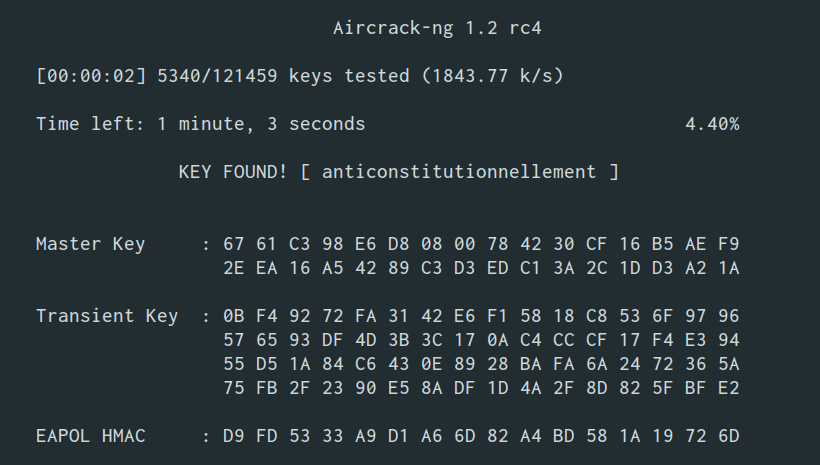 Aircrack-ng 1.2 rc4
[00:00:02] 5340/121459 keys tested (1843.77 k/s)
Time left: 1 minute, 3 seconds 4.40%
KEY FOUND! [ anticonstitutionnellement ]
Master Key : 67 61 C3 98 E6 D8 08 00 78 42 30 CF 16 B5 AE F9
2E EA 16 A5 42 89 C3 D3 ED C1 3A 2C 1D D3 A2 1A
Transient Key : 0B F4 92 72 FA 31 42 E6 F1 58 18 C8 53 6F 97 96
57 65 93 DF 4D 3B 3C 17 0A C4 CC CF 17 F4 E3 94
55 D5 1A 84 C6 43 0E 89 28 BA FA 6A 24 72 36 5A
75 FB 2F 23 90 E5 8A DF 1D 4A 2F 8D 82 5F BF E2
EAPOL HMAC : D9 FD 53 33 A9 D1 A6 6D 82 A4 BD 58 1A 19 72 6D